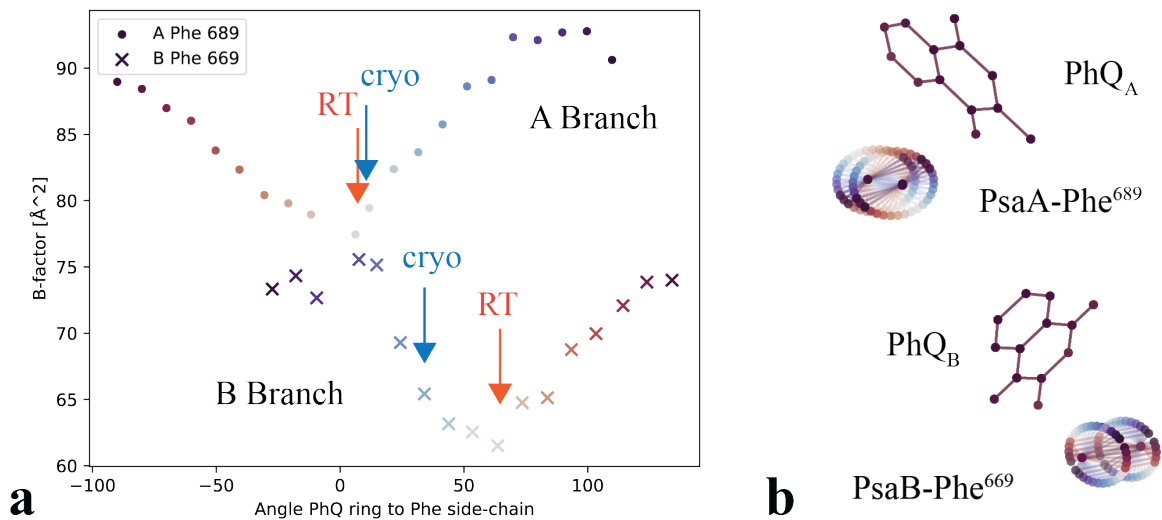 A Phe 689
B Phe 669
cryo
RT
A Branch
cryo
RT
B Branch
B-factor [Å^2]
90
85
80
75
70
65
60
−100
−50
0
50
100
Angle PhQ ring to Phe side-chain
a
PhQA
PsaA-Phe689
PhQB
PsaB-Phe669
b